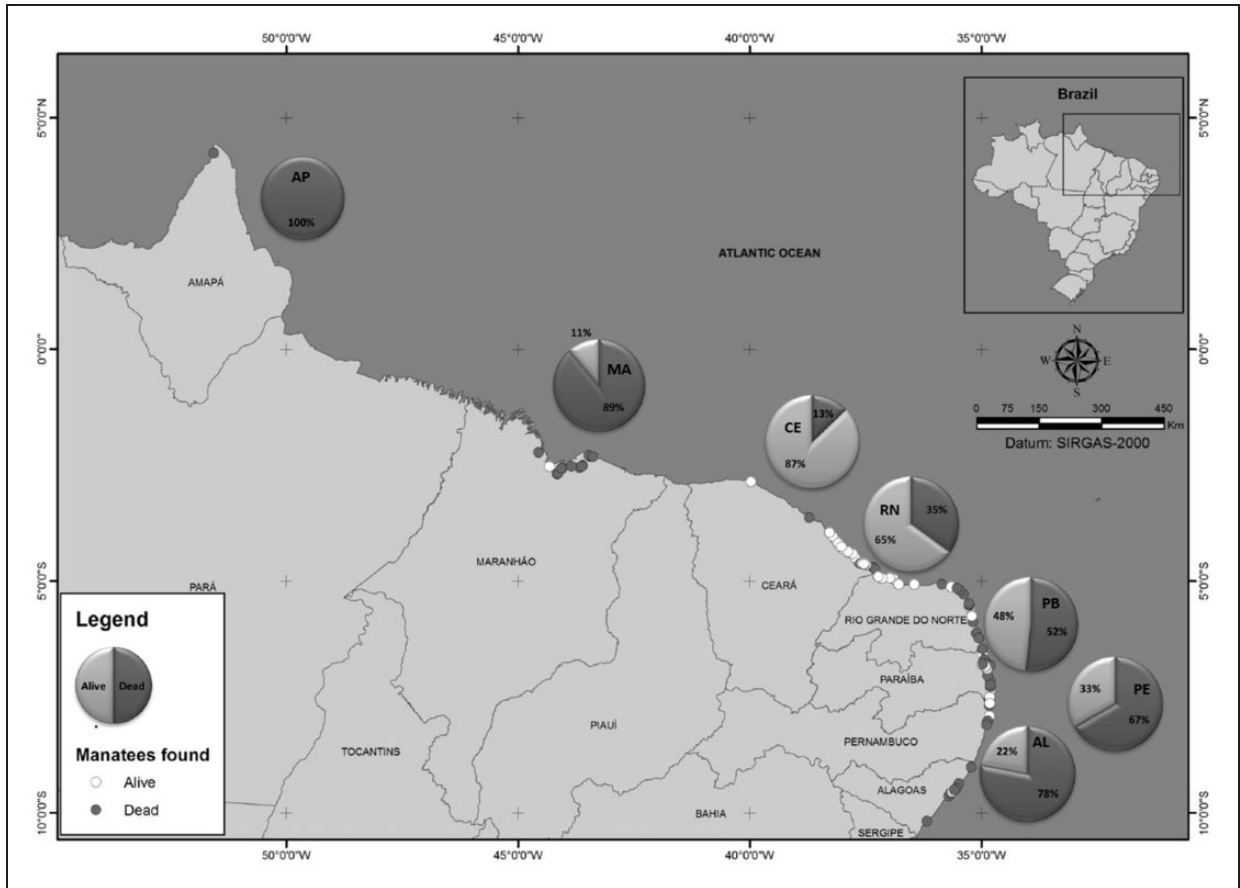 50°0'0"W 45°0'0"W 40°0'0"W 35°0'0"W
5°0'0"N
0°0'0"
5°0'0"S
10°0'0"S
5°0'0"N
0°0'0"
5°0'0"S
10°0'0"S
Brazil
ATLANTIC OCEAN
N
W E
S
0 75 150 300 450
Km
Datum: SIRGAS-2000
AP
100%
AMAPÁ
11%
MA
89%
CE
13%
87%
RN
35%
65%
PB
48%
52%
PE
33%
67%
AL
22%
78%
PARÁ
MARANHÃO
CEARÁ
RIO GRANDE DO NORTE
PARAÍBA
PIAUÍ
PERNAMBUCO
TOCANTINS
ALAGOAS
BAHIA
SERGIPE
Legend
Alive Dead
Manatees found
Alive
Dead
50°0'0"W 45°0'0"W 40°0'0"W 35°0'0"W